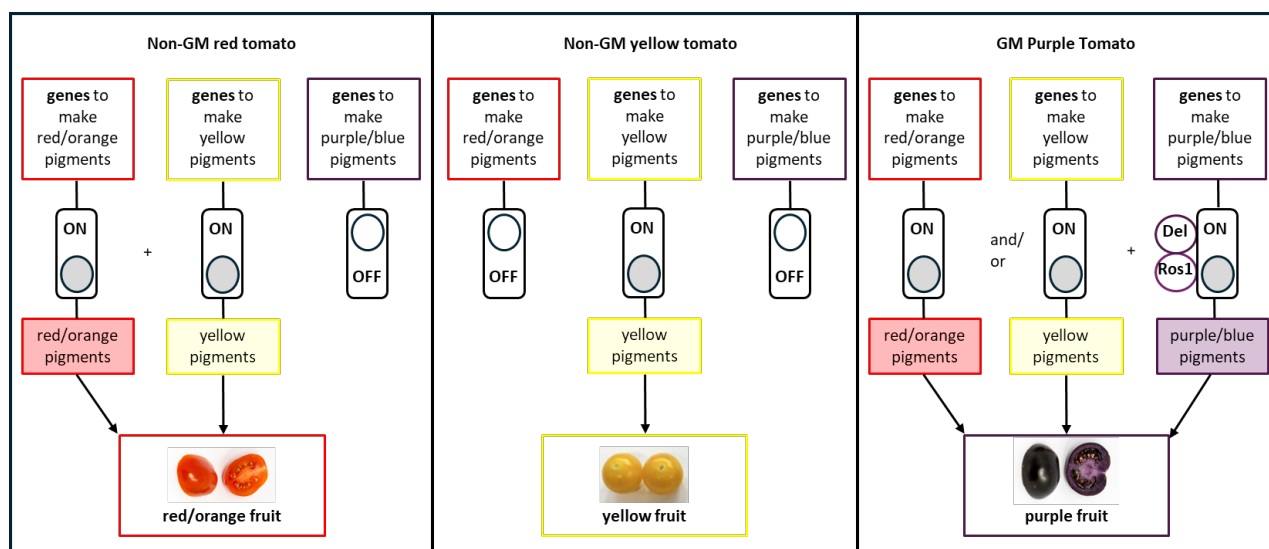 Non-GM red tomato
genes to
make
red/orange
pigments
genes to
make
yellow
pigments
genes to
make
purple/blue
pigments
ON
+
ON
OFF
red/orange
pigments
yellow
pigments
red/orange fruit
Non-GM yellow tomato
genes to
make
red/orange
pigments
genes to
make
yellow
pigments
genes to
make
purple/blue
pigments
OFF
ON
OFF
yellow
pigments
yellow fruit
GM Purple Tomato
genes to
make
red/orange
pigments
genes to
make
yellow
pigments
genes to
make
purple/blue
pigments
ON
and/
or
ON
+
Del
Ros1
ON
red/orange
pigments
yellow
pigments
purple/blue
pigments
purple fruit